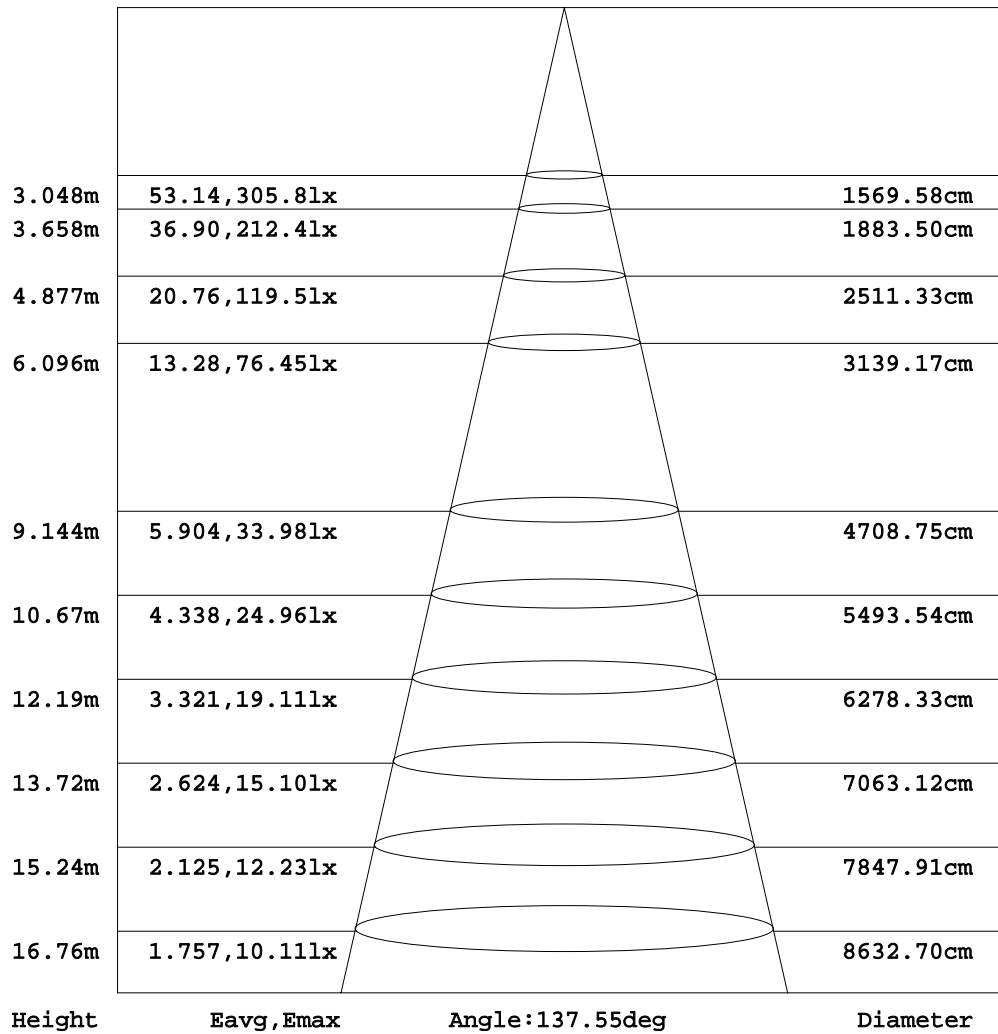 3.048m 53.14,305.8lx 1569.58cm
3.658m 36.90,212.4lx 1883.50cm
4.877m 20.76,119.5lx 2511.33cm
6.096m 13.28,76.45lx 3139.17cm
9.144m 5.904,33.98lx 4708.75cm
10.67m 4.338,24.96lx 5493.54cm
12.19m 3.321,19.11lx 6278.33cm
13.72m 2.624,15.10lx 7063.12cm
15.24m 2.125,12.23lx 7847.91cm
16.76m 1.757,10.11lx 8632.70cm
Height Eavg,Emax Angle:137.55deg Diameter